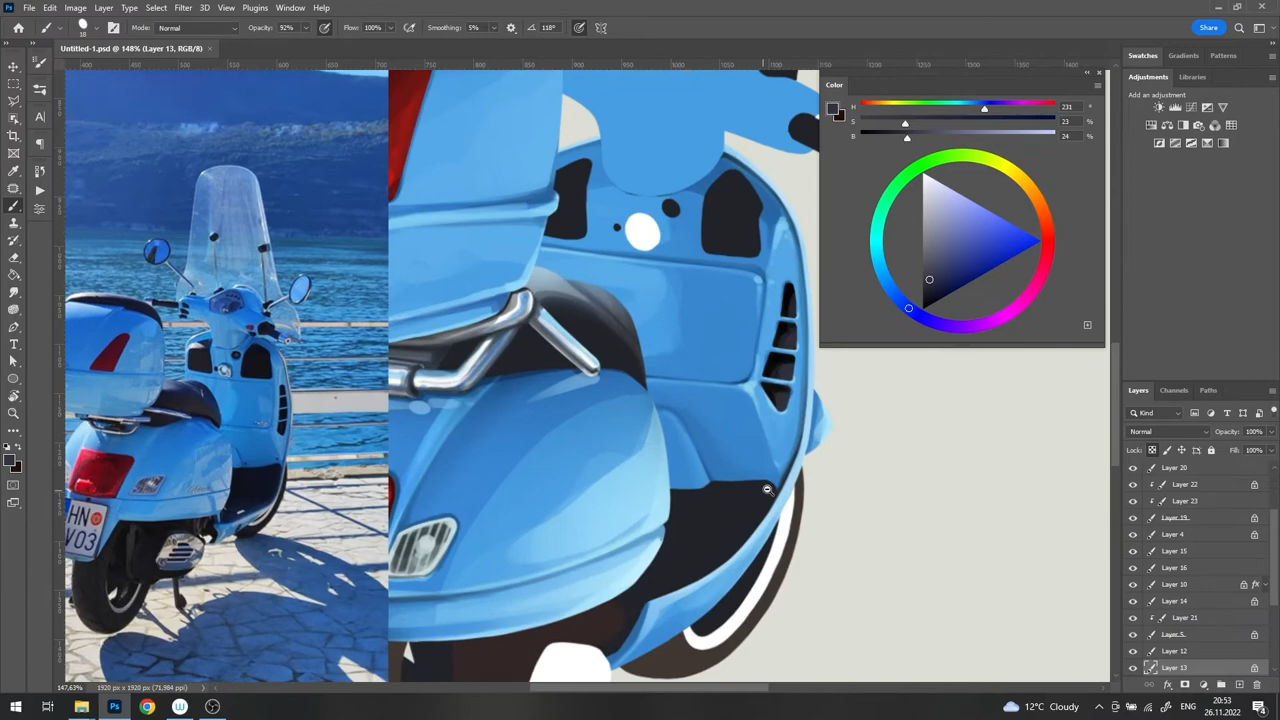 File Edit Image Layer Type Select Filter 3D View Plugins Window Help
18 Mode: Normal Opacity: 92% Flow: 100% Smoothing: 5% 118° Share
Untitled-1.psd @ 148% (Layer 13, RGB/8)
Swatches Gradients Patterns
Adjustments Libraries
Add an adjustment
Color
H 231 °
S 23 %
B 24 %
HN
V03
Layers Channels Paths
Kind
Normal Opacity: 100%
Lock: Fill: 100%
Layer 20
Layer 22
Layer 23
Layer 19
Layer 4
Layer 15
Layer 16
Layer 10 fx
Layer 14
Layer 21
Layer 5
Layer 12
Layer 13
147,63% 1920 px x 1920 px (71,984 ppi)
12°C Cloudy
20:53
26.11.2022